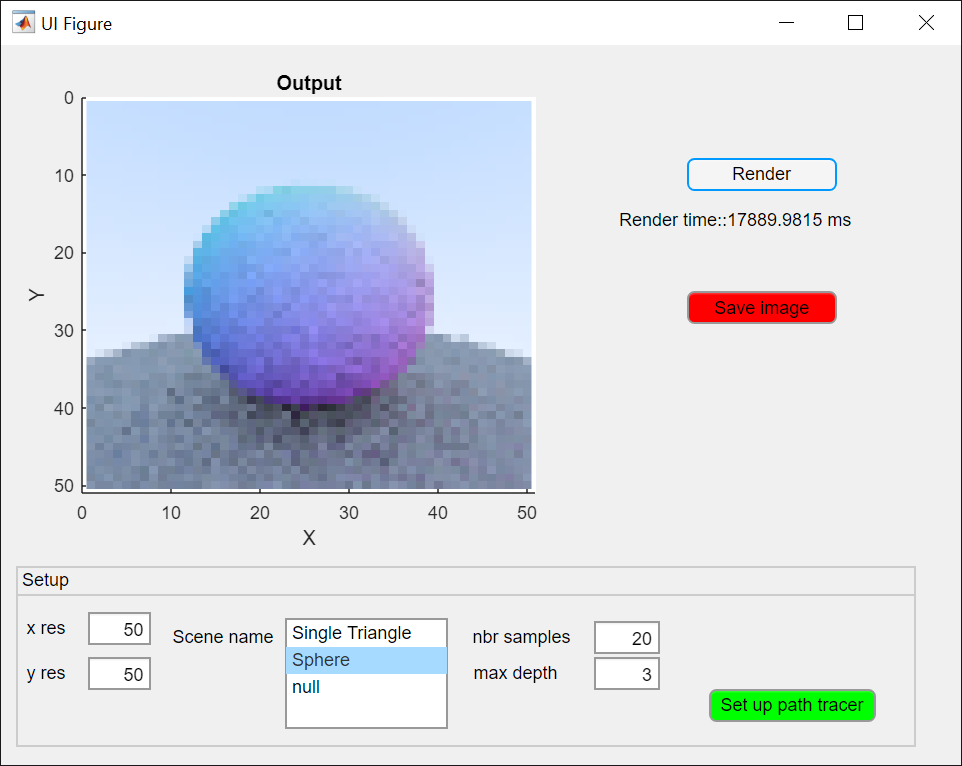 UI Figure
Output
0
10
20
30
40
50
Y
0 10 20 30 40 50
X
Render
Render time::17889.9815 ms
Save image
Setup
x res 50
y res 50
Scene name
Single Triangle
Sphere
null
nbr samples 20
max depth 3
Set up path tracer